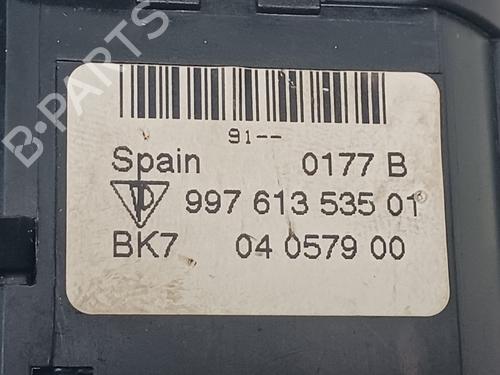 B-PARTS
91--
Spain 0177 B
997 613 535 01
BK7 04 0579 00